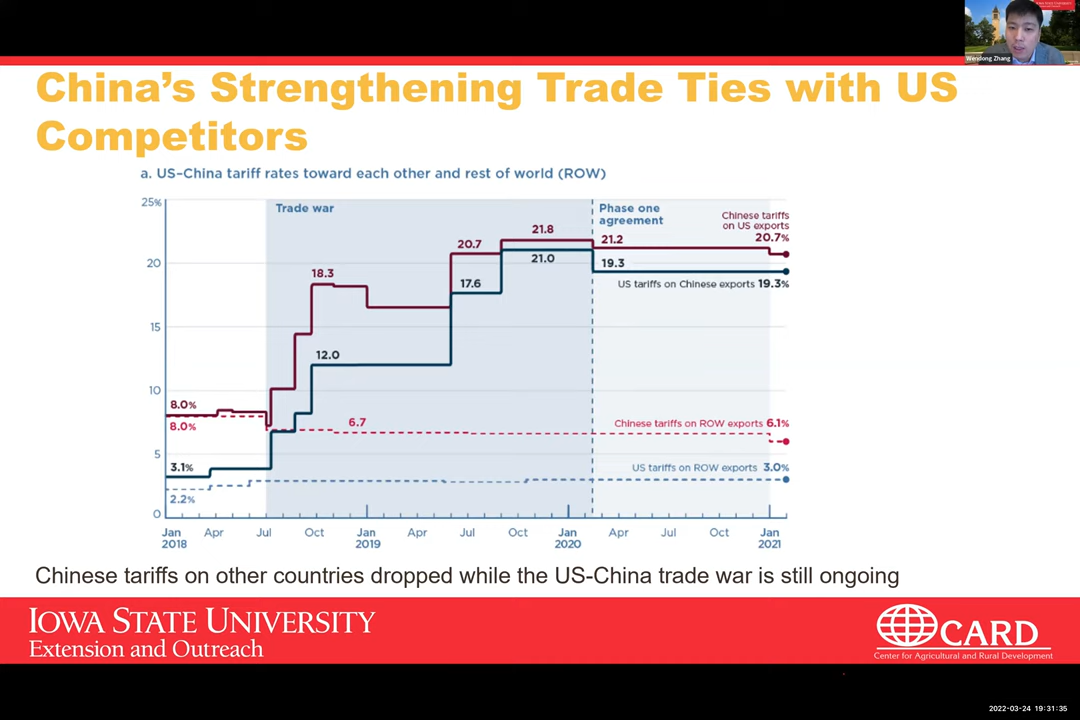 Wendong Zhang
China's Strengthening Trade Ties with US
Competitors
a. US–China tariff rates toward each other and rest of world (ROW)
25%
20
15
10
5
0
Trade war
Phase one
agreement
Chinese tariffs
on US exports
20.7%
21.8
21.2
20.7
21.0
19.3
US tariffs on Chinese exports 19.3%
18.3
17.6
12.0
8.0%
8.0%
6.7
Chinese tariffs on ROW exports 6.1%
3.1%
US tariffs on ROW exports 3.0%
2.2%
Jan Apr Jul Oct Jan Apr Jul Oct Jan Apr Jul Oct Jan
2018 2019 2020 2021
Chinese tariffs on other countries dropped while the US-China trade war is still ongoing
IOWA STATE UNIVERSITY
Extension and Outreach
CARD
Center for Agricultural and Rural Development
2022-03-24 19:31:35